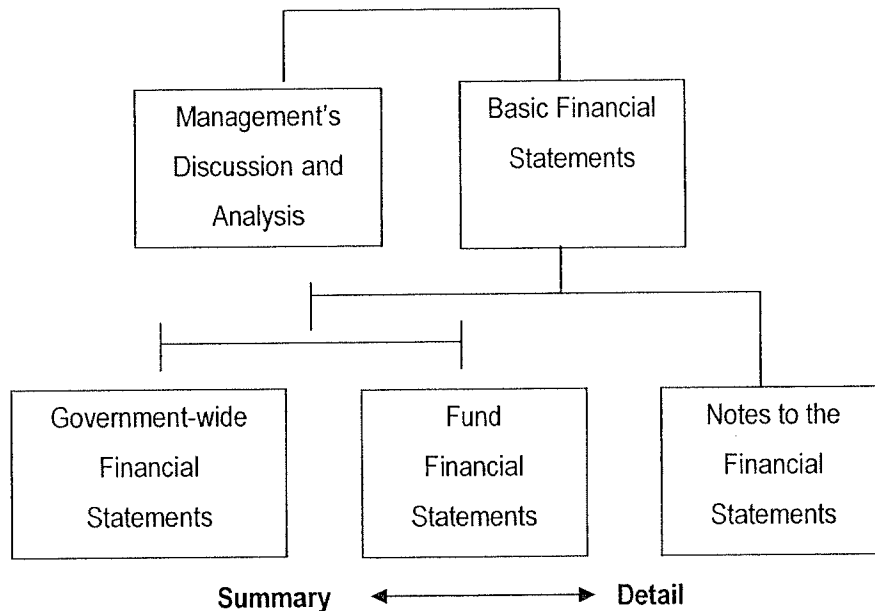 Management's
Discussion and
Analysis
Basic Financial
Statements
Government-wide
Financial
Statements
Fund
Financial
Statements
Notes to the
Financial
Statements
Summary
Detail